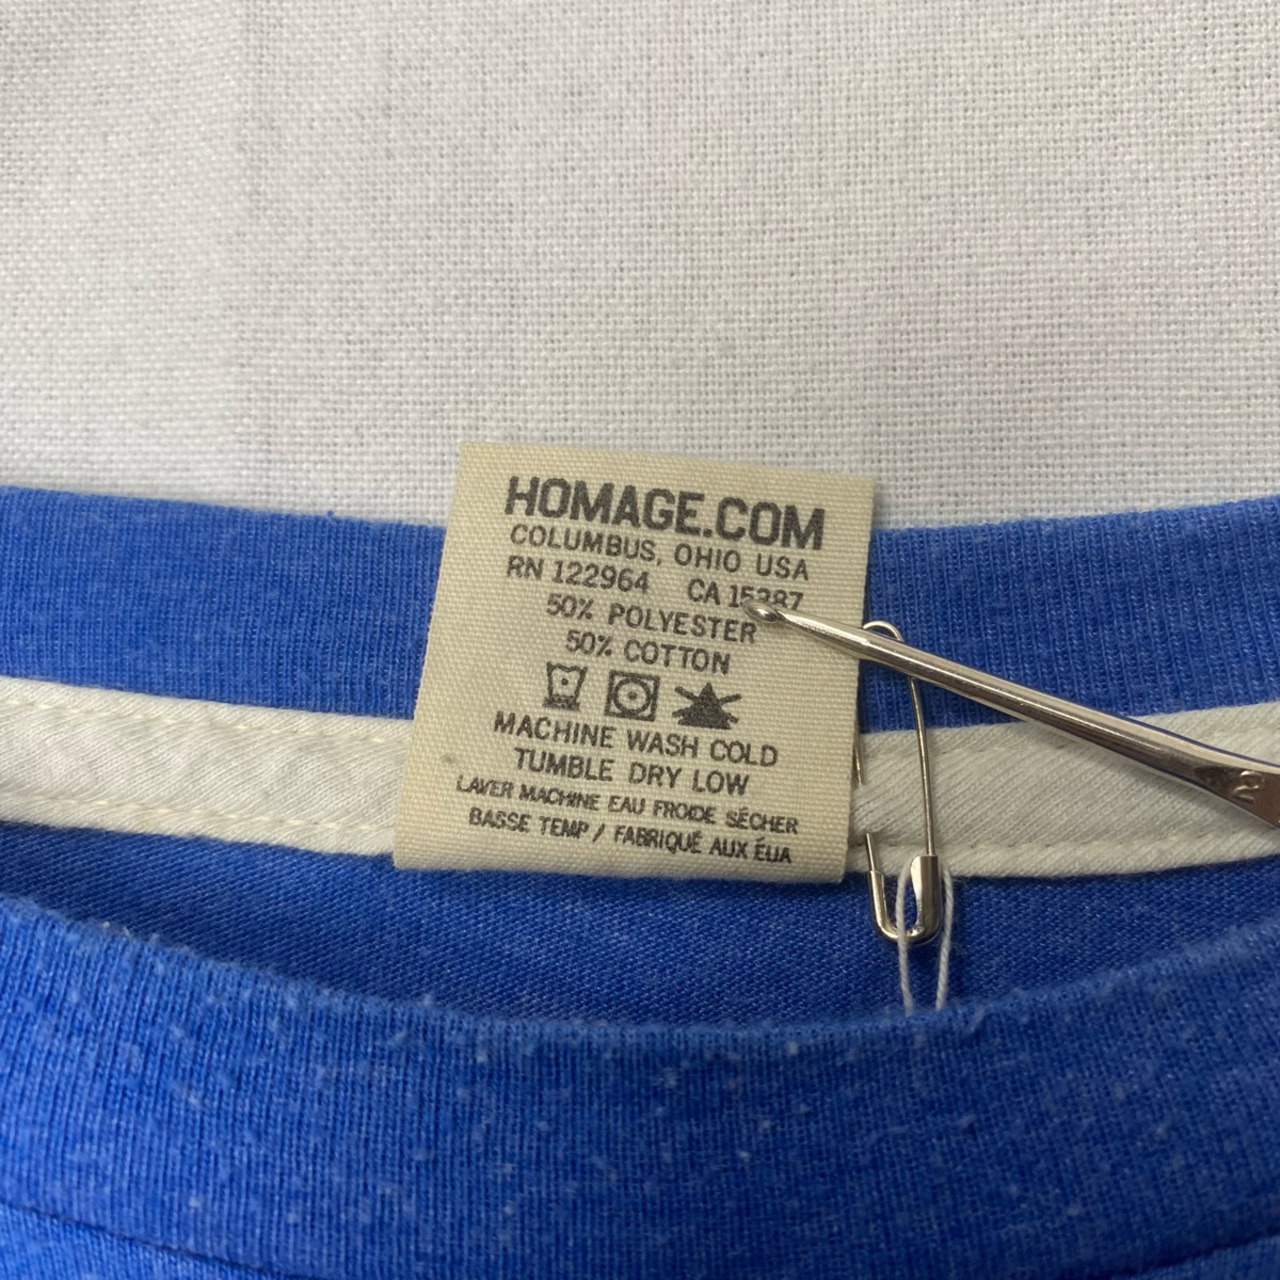 HOMAGE.COM
COLUMBUS, OHIO USA
RN 122964 CA
50% POLYESTER
50% COTTON
MACHINE WASH COLD
TUMBLE DRY LOW
LAVER MACHINE EAU FROIDE SÉCHER
BASSE TEMP / FABRIQUÉ AUX ÉUA
2